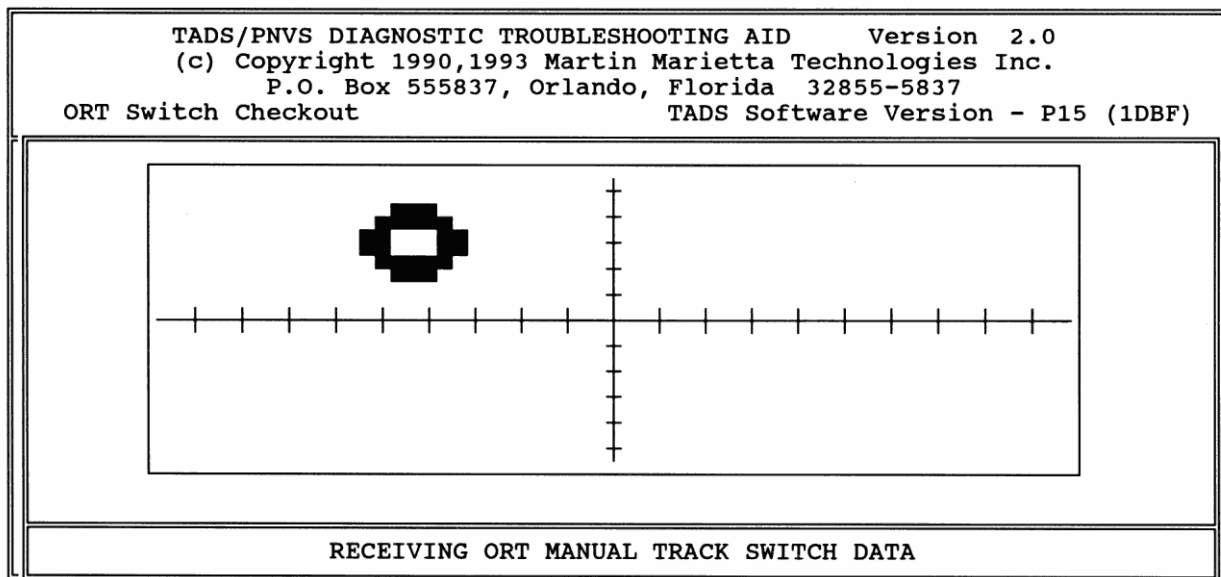 TADS/PNVS DIAGNOSTIC TROUBLESHOOTING AID Version 2.0
(c) Copyright 1990,1993 Martin Marietta Technologies Inc.
P.O. Box 555837, Orlando, Florida 32855-5837
ORT Switch Checkout TADS Software Version - P15 (1DBF)
RECEIVING ORT MANUAL TRACK SWITCH DATA